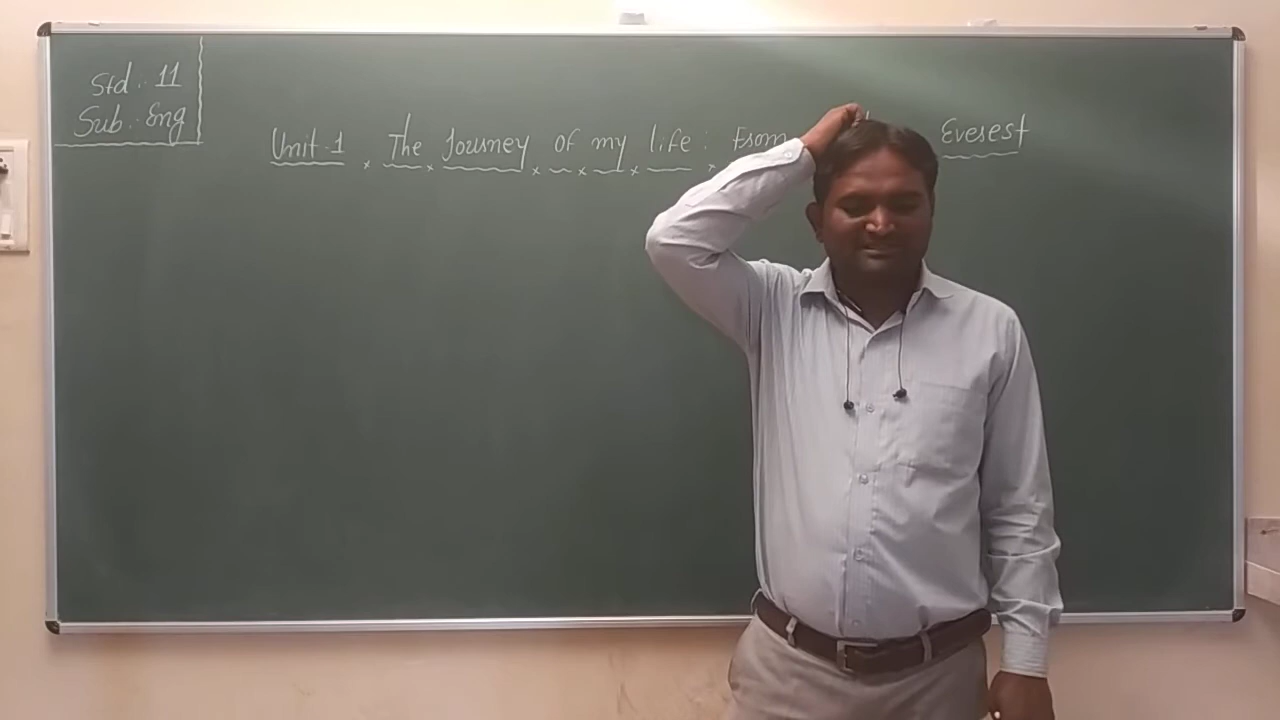 Std : 11
Sub. : Eng
Unit-1 The Journey of my life : From Everest